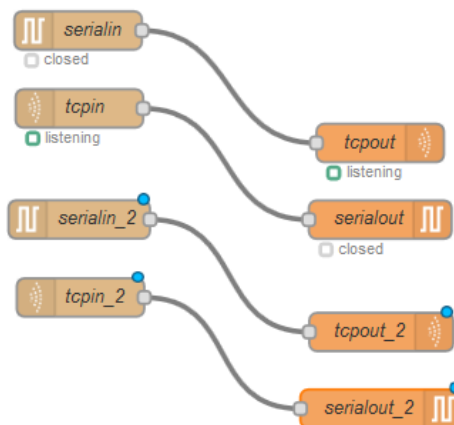 serialin
closed
tcpin
listening
tcpout
listening
serialin_2
serialout
closed
tcpin_2
tcpout_2
serialout_2